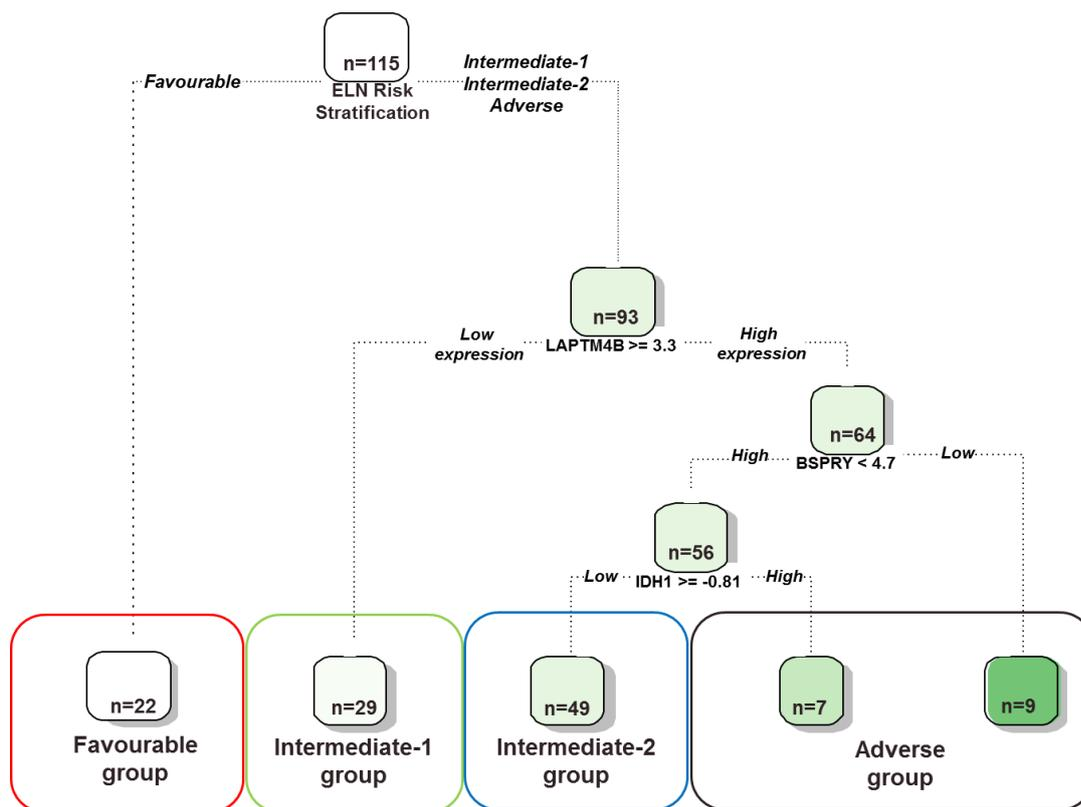 n=115
ELN Risk
Stratification
Favourable
Intermediate-1
Intermediate-2
Adverse
n=93
LAPTM4B >= 3.3
Low
expression
High
expression
n=64
BSPRY < 4.7
High
Low
n=56
IDH1 >= -0.81
Low
High
n=22
Favourable
group
n=29
Intermediate-1
group
n=49
Intermediate-2
group
n=7
n=9
Adverse
group